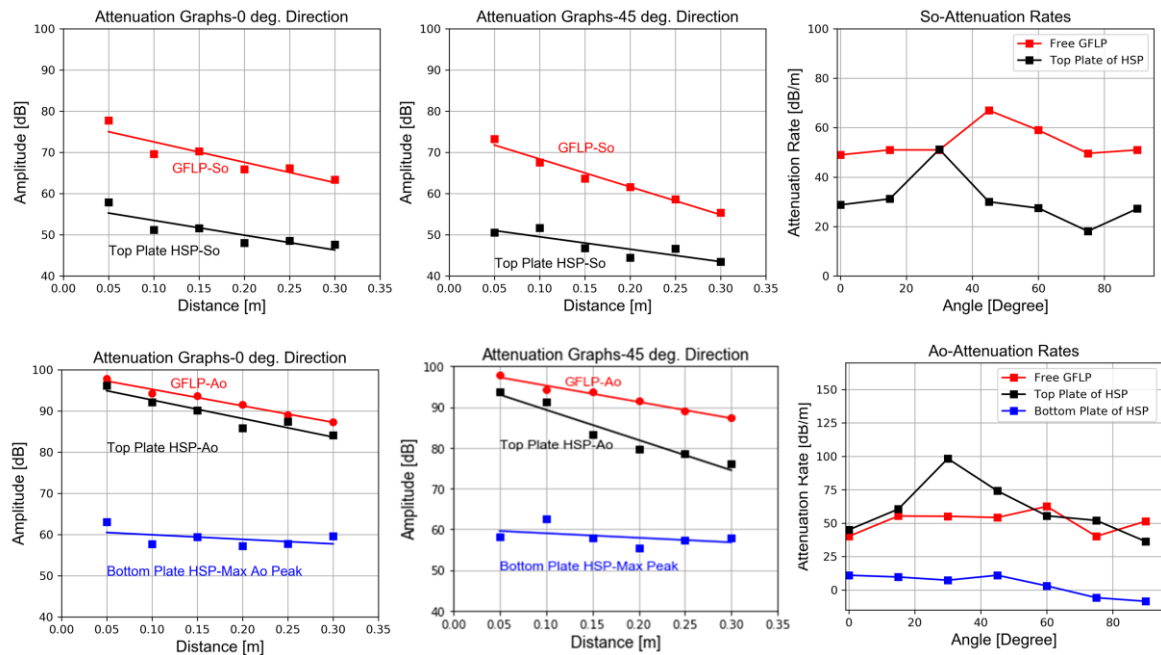 Attenuation Graphs-0 deg. Direction
100
90
80
70
60
50
40
Amplitude [dB]
GFLP-So
Top Plate HSP-So
0.00 0.05 0.10 0.15 0.20 0.25 0.30 0.35
Distance [m]
Attenuation Graphs-45 deg. Direction
100
90
80
70
60
50
40
Amplitude [dB]
GFLP-So
Top Plate HSP-So
0.00 0.05 0.10 0.15 0.20 0.25 0.30 0.35
Distance [m]
So-Attenuation Rates
100
80
60
40
20
0
Attenuation Rate [dB/m]
Free GFLP
Top Plate of HSP
0 20 40 60 80
Angle [Degree]
Attenuation Graphs-0 deg. Direction
100
90
80
70
60
50
40
Amplitude [dB]
GFLP-Ao
Top Plate HSP-Ao
Bottom Plate HSP-Max Ao Peak
0.00 0.05 0.10 0.15 0.20 0.25 0.30 0.35
Distance [m]
Attenuation Graphs-45 deg. Direction
100
90
80
70
60
50
40
Amplitude [dB]
GFLP-Ao
Top Plate HSP-Ao
Bottom Plate HSP-Max Peak
0.00 0.05 0.10 0.15 0.20 0.25 0.30 0.35
Distance [m]
Ao-Attenuation Rates
150
125
100
75
50
25
0
Attenuation Rate [dB/m]
Free GFLP
Top Plate of HSP
Bottom Plate of HSP
0 20 40 60 80
Angle [Degree]